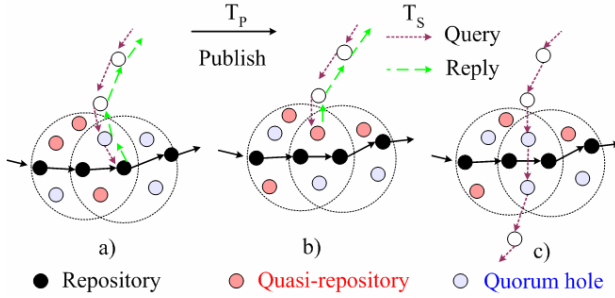 T_P
T_S
Publish
Query
Reply
a)
b)
c)
Repository
Quasi-repository
Quorum hole